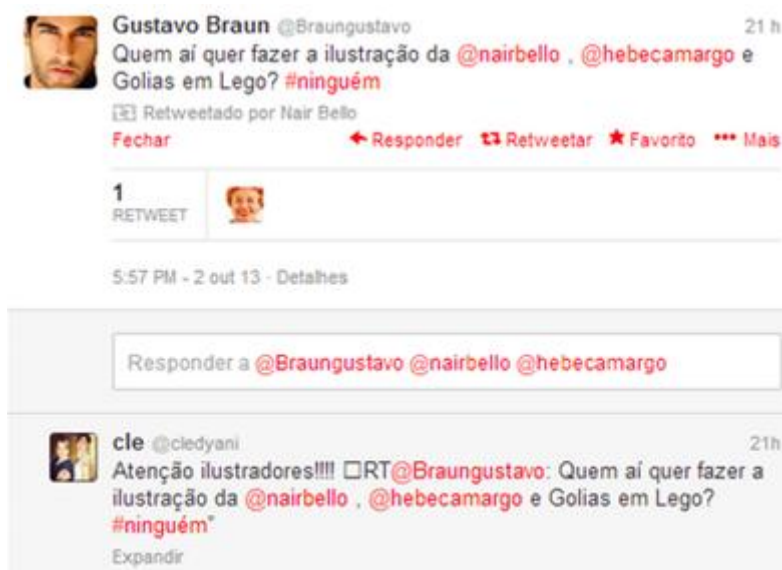 Gustavo Braun @Braungustavo 21 h
Quem aí quer fazer a ilustração da @nairbello , @hebecamargo e
Golias em Lego? #ninguém
Retweetado por Nair Bello
Fechar Responder Retweetar Favorito Mais
1
RETWEET
5:57 PM - 2 out 13 · Detalhes
Responder a @Braungustavo @nairbello @hebecamargo
cle @cledyani 21h
Atenção ilustradores!!!! □RT@Braungustavo: Quem aí quer fazer a
ilustração da @nairbello , @hebecamargo e Golias em Lego?
#ninguém"
Expandir